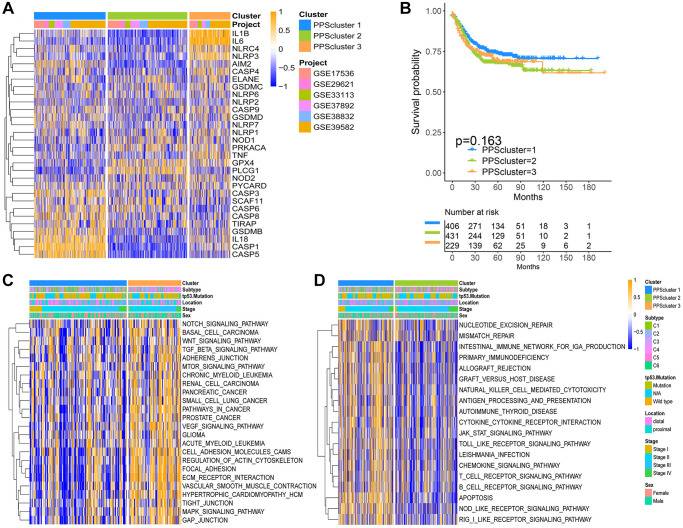 A
Cluster
Project
IL1B
IL6
NLRC4
NLRP3
AIM2
CASP4
ELANE
GSDMC
NLRP6
NLRP2
CASP9
GSDMD
NLRP7
NLRP1
NOD1
PRKACA
TNF
GPX4
PLCG1
NOD2
PYCARD
CASP3
SCAF11
CASP6
CASP8
TIRAP
GSDMB
IL18
CASP1
CASP5
1
0.5
0
−0.5
−1
Cluster
PPScluster 1
PPScluster 2
PPScluster 3
Project
GSE17536
GSE29621
GSE33113
GSE37892
GSE38832
GSE39582
B
Survival probability
1.00
0.75
0.50
0.25
0.00
p=0.163
PPScluster=1
PPScluster=2
PPScluster=3
0 30 60 90 120 150 180
Months
Number at risk
406 271 134 51 18 3 1
431 244 129 51 10 2 1
229 139 62 25 9 6 2
0 30 60 90 120 150 180
Months
C
Cluster
Subtype
tp53.Mutation
Location
Stage
Sex
NOTCH_SIGNALING_PATHWAY
BASAL_CELL_CARCINOMA
WNT_SIGNALING_PATHWAY
TGF_BETA_SIGNALING_PATHWAY
ADHERENS_JUNCTION
MTOR_SIGNALING_PATHWAY
CHRONIC_MYELOID_LEUKEMIA
RENAL_CELL_CARCINOMA
PANCREATIC_CANCER
SMALL_CELL_LUNG_CANCER
PATHWAYS_IN_CANCER
PROSTATE_CANCER
VEGF_SIGNALING_PATHWAY
GLIOMA
ACUTE_MYELOID_LEUKEMIA
CELL_ADHESION_MOLECULES_CAMS
REGULATION_OF_ACTIN_CYTOSKELETON
FOCAL_ADHESION
ECM_RECEPTOR_INTERACTION
VASCULAR_SMOOTH_MUSCLE_CONTRACTION
HYPERTROPHIC_CARDIOMYOPATHY_HCM
TIGHT_JUNCTION
MAPK_SIGNALING_PATHWAY
GAP_JUNCTION
D
Cluster
Subtype
tp53.Mutation
Location
Stage
Sex
NUCLEOTIDE_EXCISION_REPAIR
MISMATCH_REPAIR
INTESTINAL_IMMUNE_NETWORK_FOR_IGA_PRODUCTION
PRIMARY_IMMUNODEFICIENCY
ALLOGRAFT_REJECTION
GRAFT_VERSUS_HOST_DISEASE
NATURAL_KILLER_CELL_MEDIATED_CYTOTOXICITY
ANTIGEN_PROCESSING_AND_PRESENTATION
AUTOIMMUNE_THYROID_DISEASE
CYTOKINE_CYTOKINE_RECEPTOR_INTERACTION
JAK_STAT_SIGNALING_PATHWAY
TOLL_LIKE_RECEPTOR_SIGNALING_PATHWAY
LEISHMANIA_INFECTION
CHEMOKINE_SIGNALING_PATHWAY
T_CELL_RECEPTOR_SIGNALING_PATHWAY
B_CELL_RECEPTOR_SIGNALING_PATHWAY
APOPTOSIS
NOD_LIKE_RECEPTOR_SIGNALING_PATHWAY
RIG_I_LIKE_RECEPTOR_SIGNALING_PATHWAY
1
0.5
0
−0.5
−1
Cluster
PPScluster 1
PPScluster 2
PPScluster 3
Subtype
C1
C2
C3
C4
C5
C6
tp53.Mutation
Mutation
N/A
Wild type
Location
distal
proximal
Stage
Stage I
Stage II
Stage III
Stage IV
Sex
Female
Male